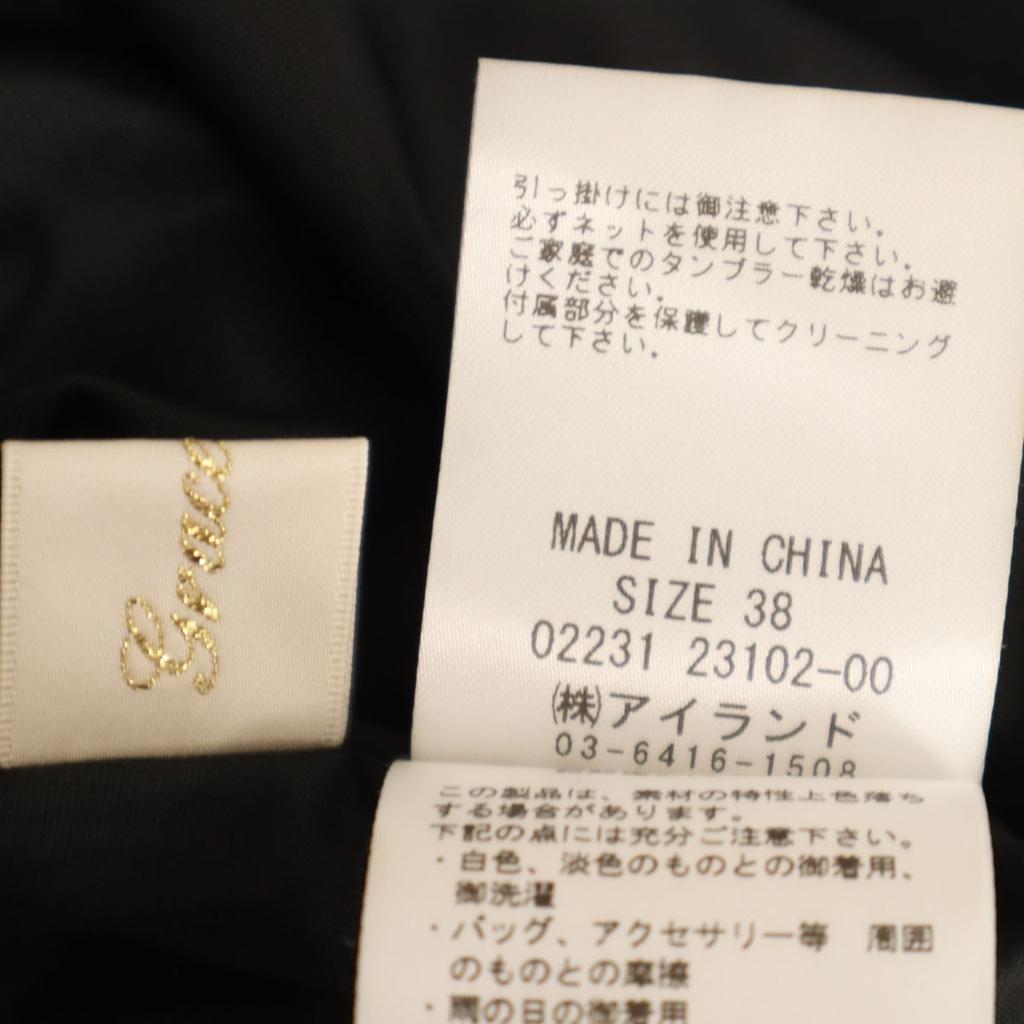 引っ掛けには御注意下さい。
必ずネットを使用して下さい。
ご家庭でのタンブラー乾燥はお避
けください。
付属部分を保護してクリーニング
して下さい。
MADE IN CHINA
SIZE 38
02231 23102-00
㈱アイランド
03-6416-1508
Grace
この製品は、素材の特性上色落ち
する場合があります。
下記の点には充分ご注意下さい。
・白色、淡色のものとの御着用、
御洗濯
・バッグ、アクセサリー等 周囲
のものとの摩擦
・雨の日の御着用